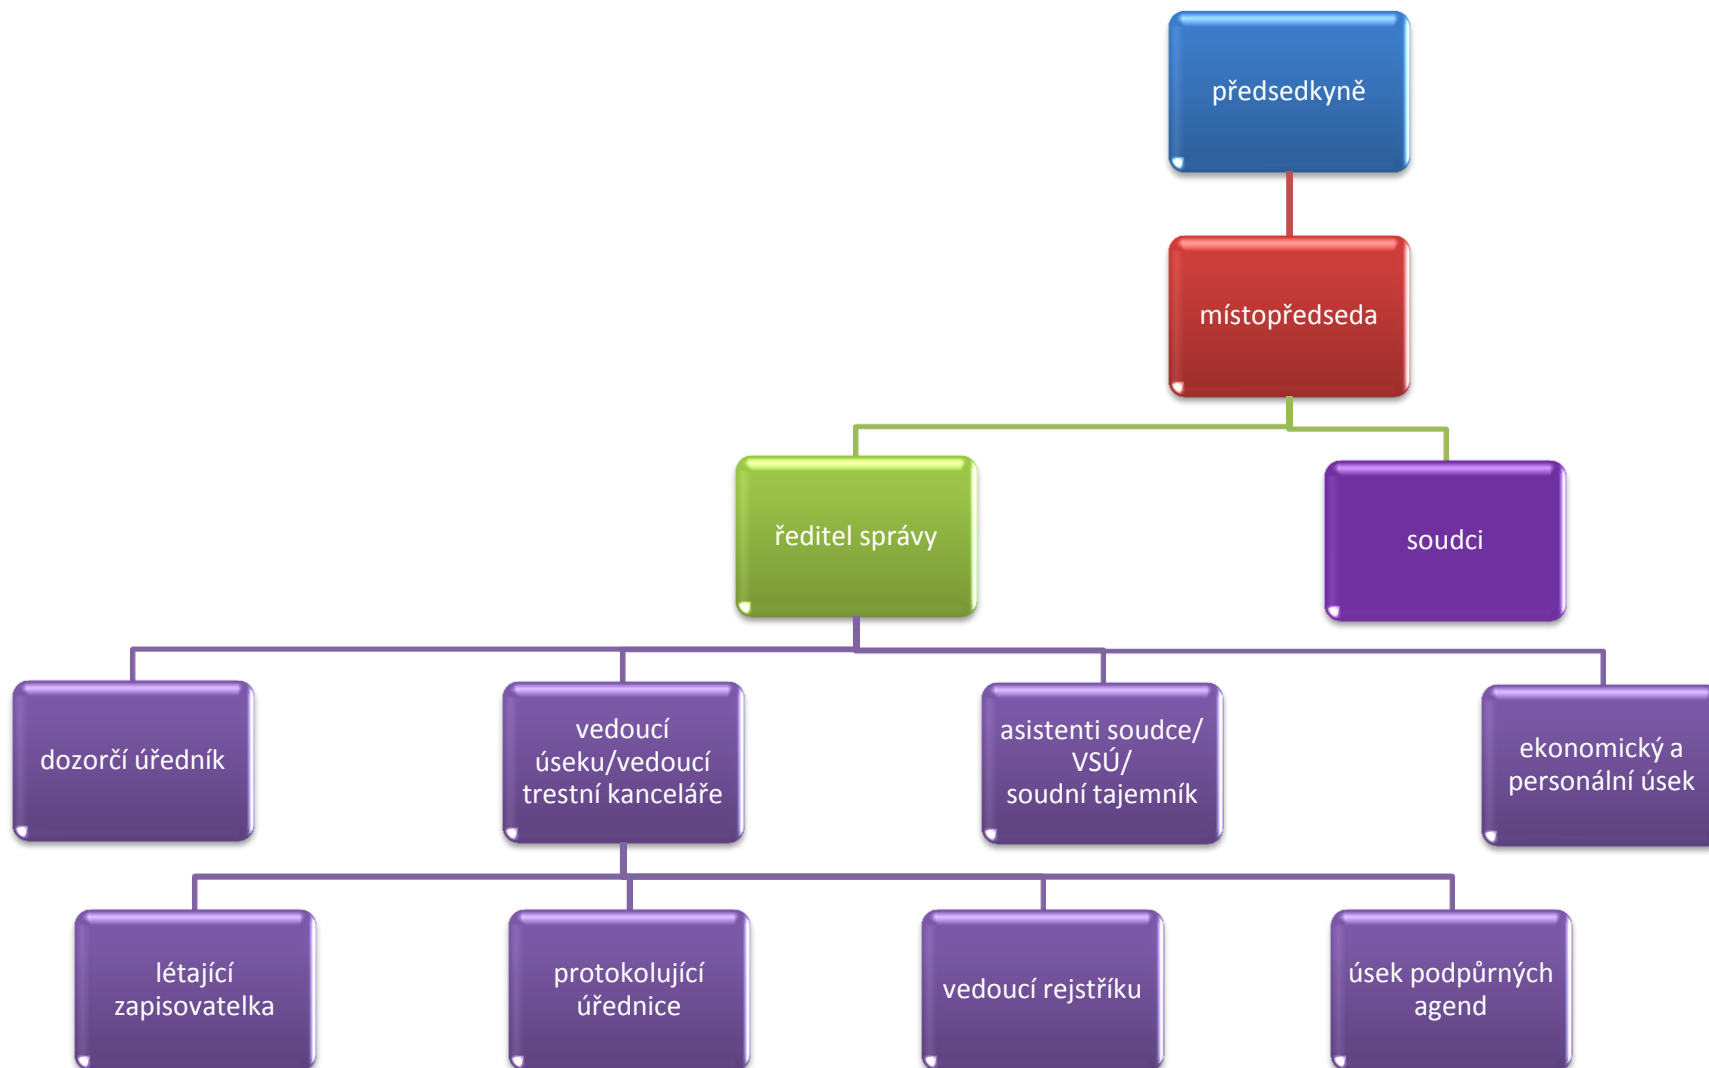 předsedkyně
místopředseda
ředitel správy
soudci
dozorčí úředník
vedoucí
úseku/vedoucí
trestní kanceláře
asistenti soudce/
VSÚ/
soudní tajemník
ekonomický a
personální úsek
létající
zapisovatelka
protokolující
úřednice
vedoucí rejstříku
úsek podpůrných
agend